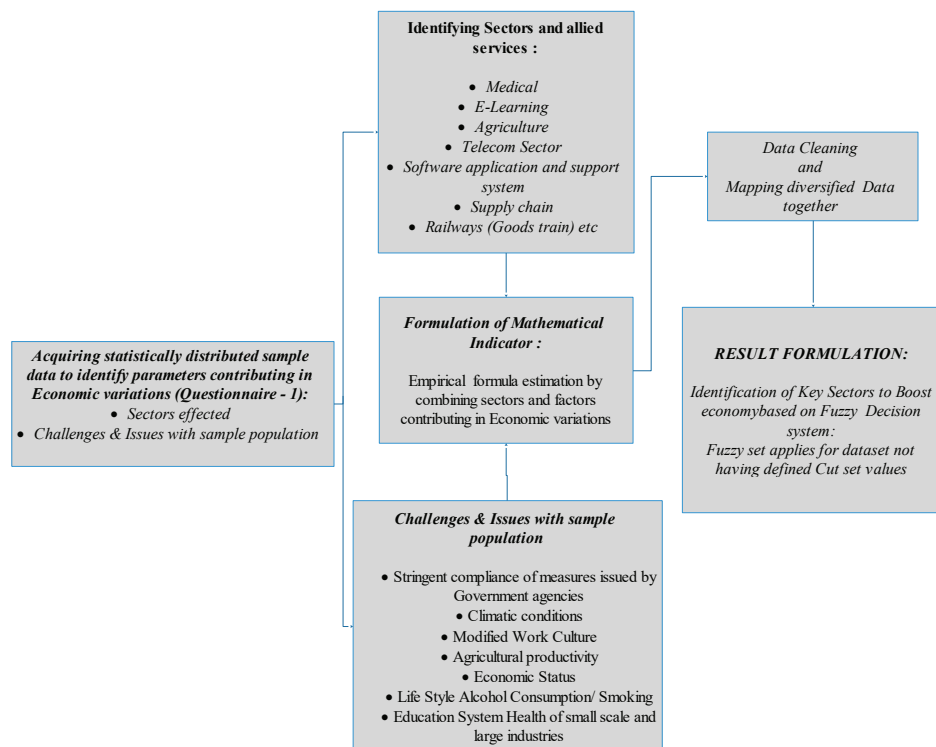 Identifying Sectors and allied
services :
• Medical
• E-Learning
• Agriculture
• Telecom Sector
• Software application and support
system
• Supply chain
• Railways (Goods train) etc
Data Cleaning
and
Mapping diversified Data
together
Acquiring statistically distributed sample
data to identify parameters contributing in
Economic variations (Questionnaire - 1):
• Sectors effected
• Challenges & Issues with sample population
Formulation of Mathematical
Indicator :
Empirical formula estimation by
combining sectors and factors
contributing in Economic variations
RESULT FORMULATION:
Identification of Key Sectors to Boost
economybased on Fuzzy Decision
system:
Fuzzy set applies for dataset not
having defined Cut set values
Challenges & Issues with sample
population
• Stringent compliance of measures issued by
Government agencies
• Climatic conditions
• Modified Work Culture
• Agricultural productivity
• Economic Status
• Life Style Alcohol Consumption/ Smoking
• Education System Health of small scale and
large industries